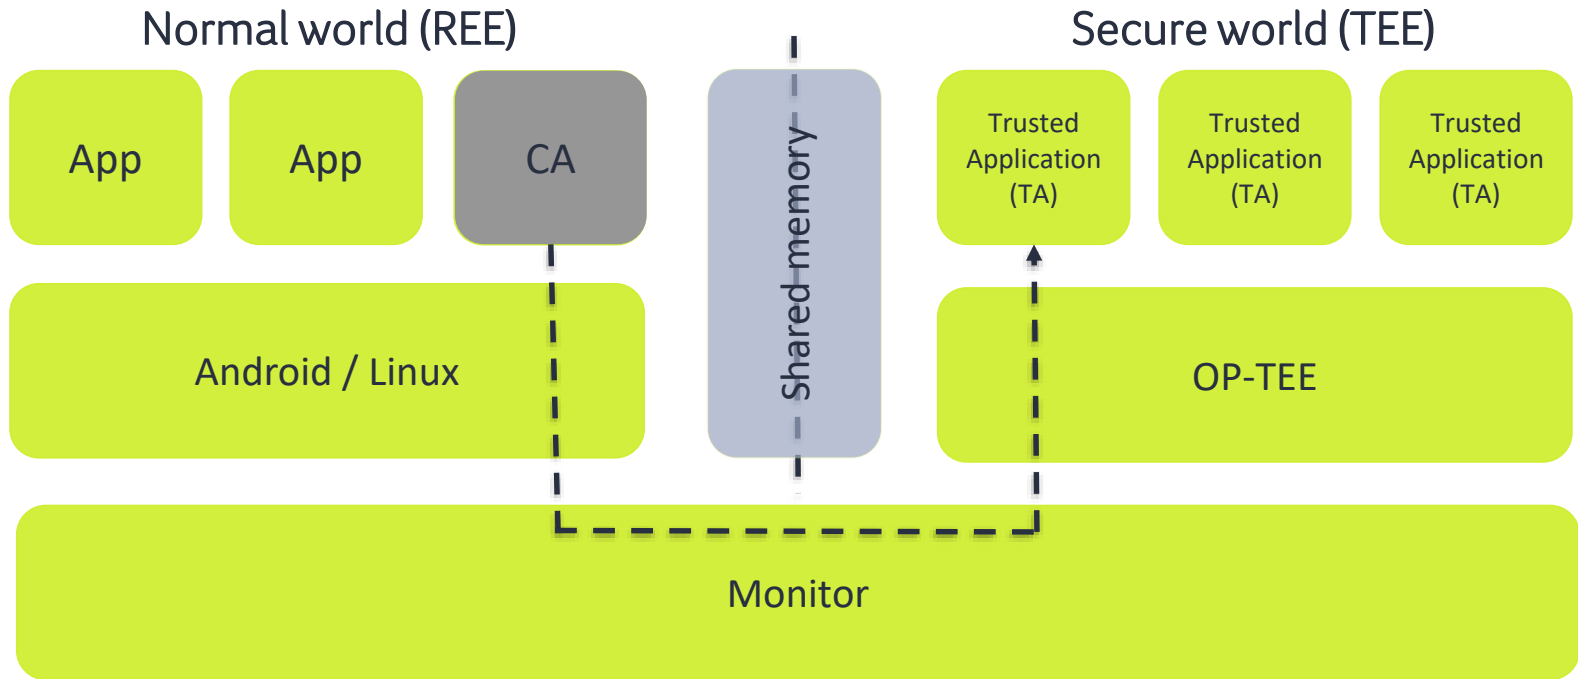 Normal world (REE)
Secure world (TEE)
App
App
CA
Shared memory
Trusted
Application
(TA)
Trusted
Application
(TA)
Trusted
Application
(TA)
Android / Linux
OP-TEE
Monitor